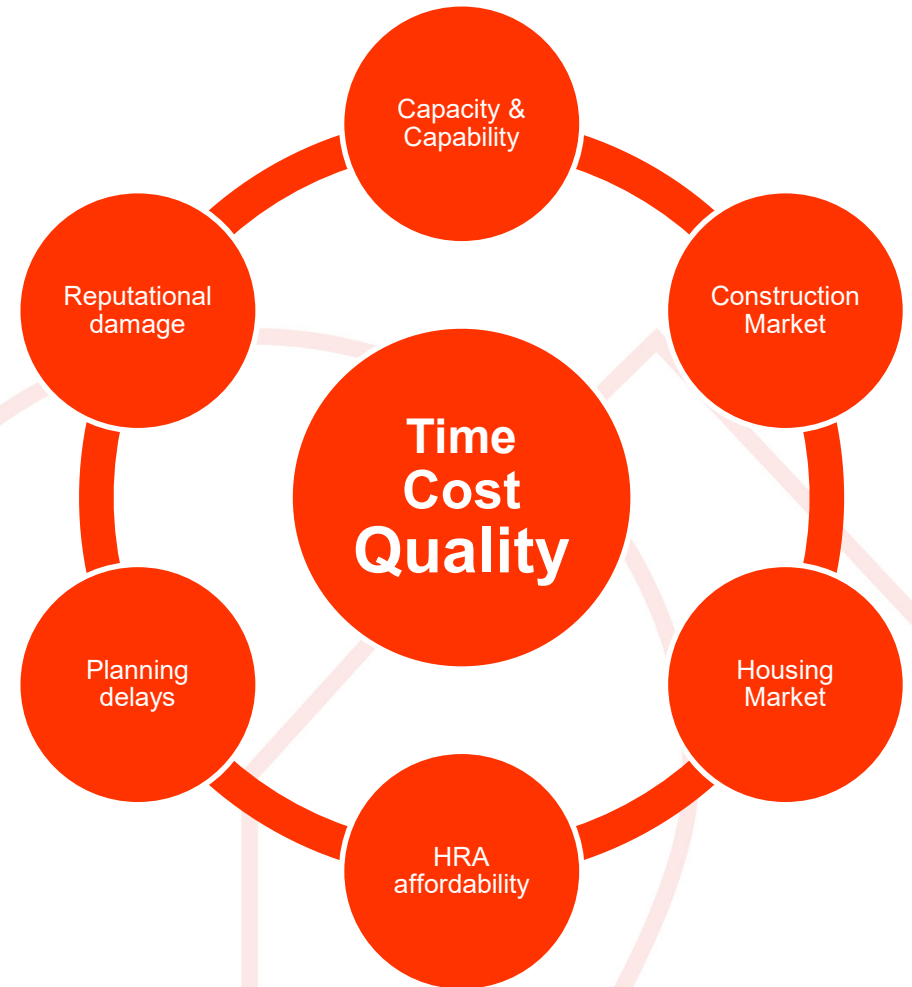 Capacity &
Capability
Construction
Market
Housing
Market
HRA
affordability
Planning
delays
Reputational
damage
Time
Cost
Quality